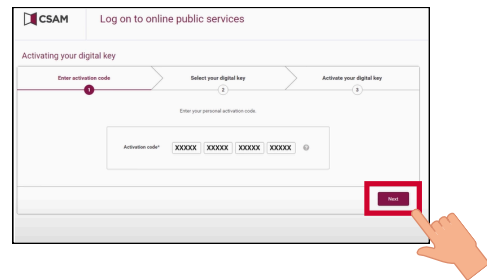 CSAM
Log on to online public services
Activating your digital key
Enter activation code
Select your digital key
Activate your digital key
1
2
3
Enter your personal activation code.
Activation code*
XXXXX XXXXX XXXXX XXXXX
?
Next